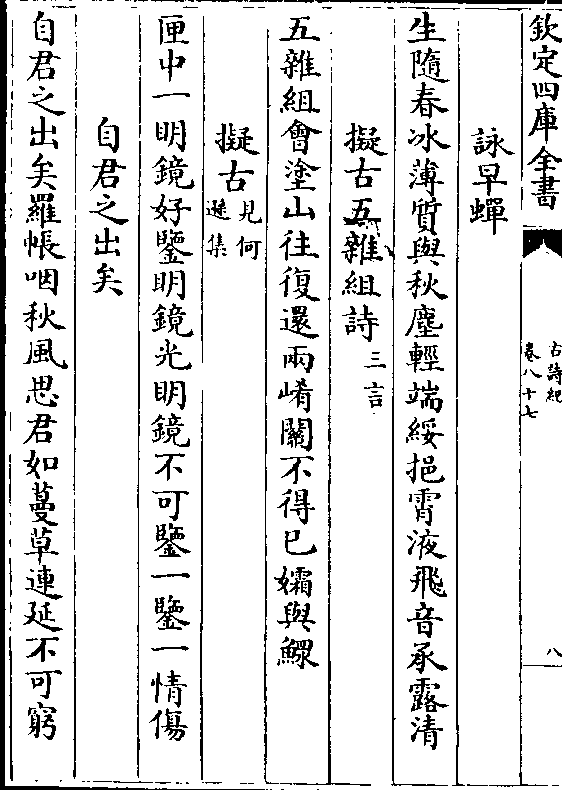 欽定四庫全書
古詩紀
卷八十七
八
詠早蟬
生隨春冰薄質與秋塵輕端綏挹霄液飛音承露清
擬古五雜組詩三言
五雜組會塗山往復還兩崤關不得已孀與鰥
擬古見何遜集
匣中一明鏡好鑒明鏡光明鏡不可鑒一鑒一情傷
自君之出矣
自君之出矣羅帳咽秋風思君如蔓草連延不可窮